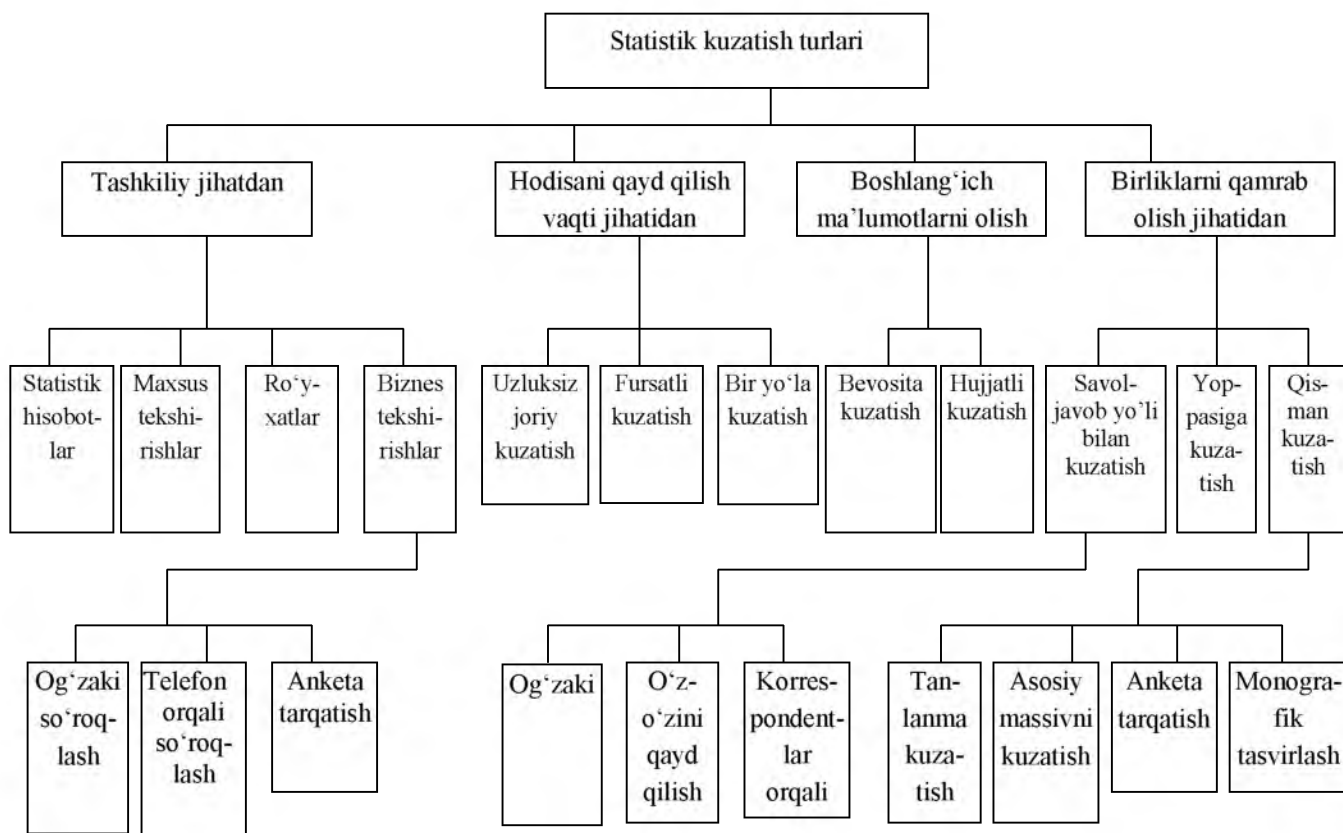 Statistik kuzatish turlari
Tashkiliy jihatdan
Hodisani qayd qilish
vaqti jihatidan
Boshlang‘ich
ma’lumotlarni olish
Birliklarni qamrab
olish jihatidan
Statistik
hisobot-
lar
Maxsus
tekshi-
rishlar
Ro‘y-
xatlar
Biznes
tekshi-
rishlar
Uzluksiz
joriy
kuzatish
Fursatli
kuzatish
Bir yo‘la
kuzatish
Bevosita
kuzatish
Hujjatli
kuzatish
Savol-
javob yo’li
bilan
kuzatish
Yop-
pasiga
kuza-
tish
Qis-
man
kuza-
tish
Og‘zaki
so‘roq-
lash
Telefon
orqali
so‘roq-
lash
Anketa
tarqatish
Og‘zaki
O‘z-
o‘zini
qayd
qilish
Korres-
pondent-
lar
orqali
Tan-
lanma
kuza-
tish
Asosiy
massivni
kuzatish
Anketa
tarqatish
Monogra-
fik
tasvirlash